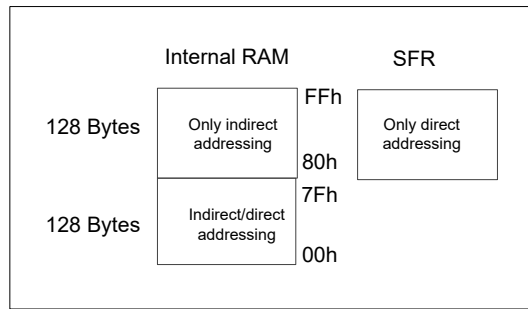 Internal RAM
SFR
FFh
128 Bytes
Only indirect
addressing
Only direct
addressing
80h
7Fh
128 Bytes
Indirect/direct
addressing
00h